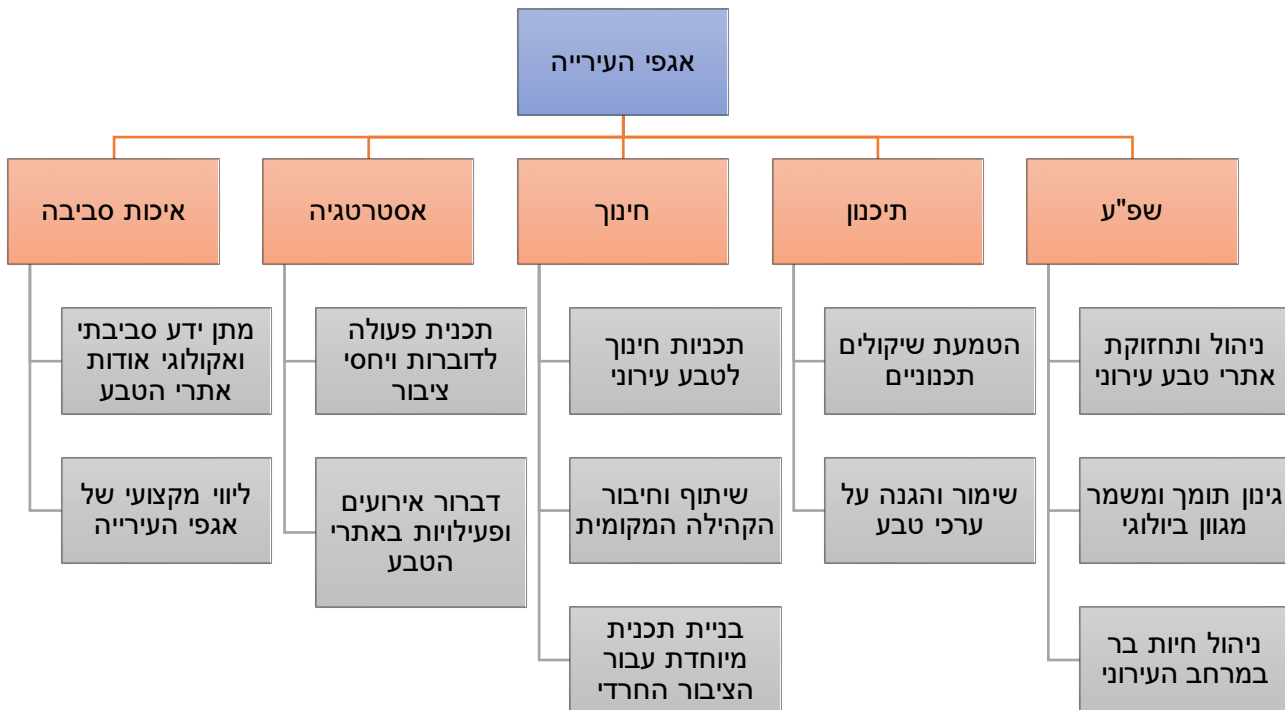 אגפי העירייה
שפ"ע
ניהול ותחזוקת
אתרי טבע עירוני
גינון תומך ומשמר
מגוון ביולוגי
ניהול חיות בר
במרחב העירוני
תיכנון
הטמעת שיקולים
תכנוניים
שימור והגנה על
ערכי טבע
חינוך
תכניות חינוך
לטבע עירוני
שיתוף וחיבור
הקהילה המקומית
בניית תכנית
מיוחדת עבור
הציבור החרדי
אסטרטגיה
תכנית פעולה
לדוברות ויחסי
ציבור
דברור אירועים
ופעילויות באתרי
הטבע
איכות סביבה
מתן ידע סביבתי
ואקולוגי אודות
אתרי הטבע
ליווי מקצועי של
אגפי העירייה